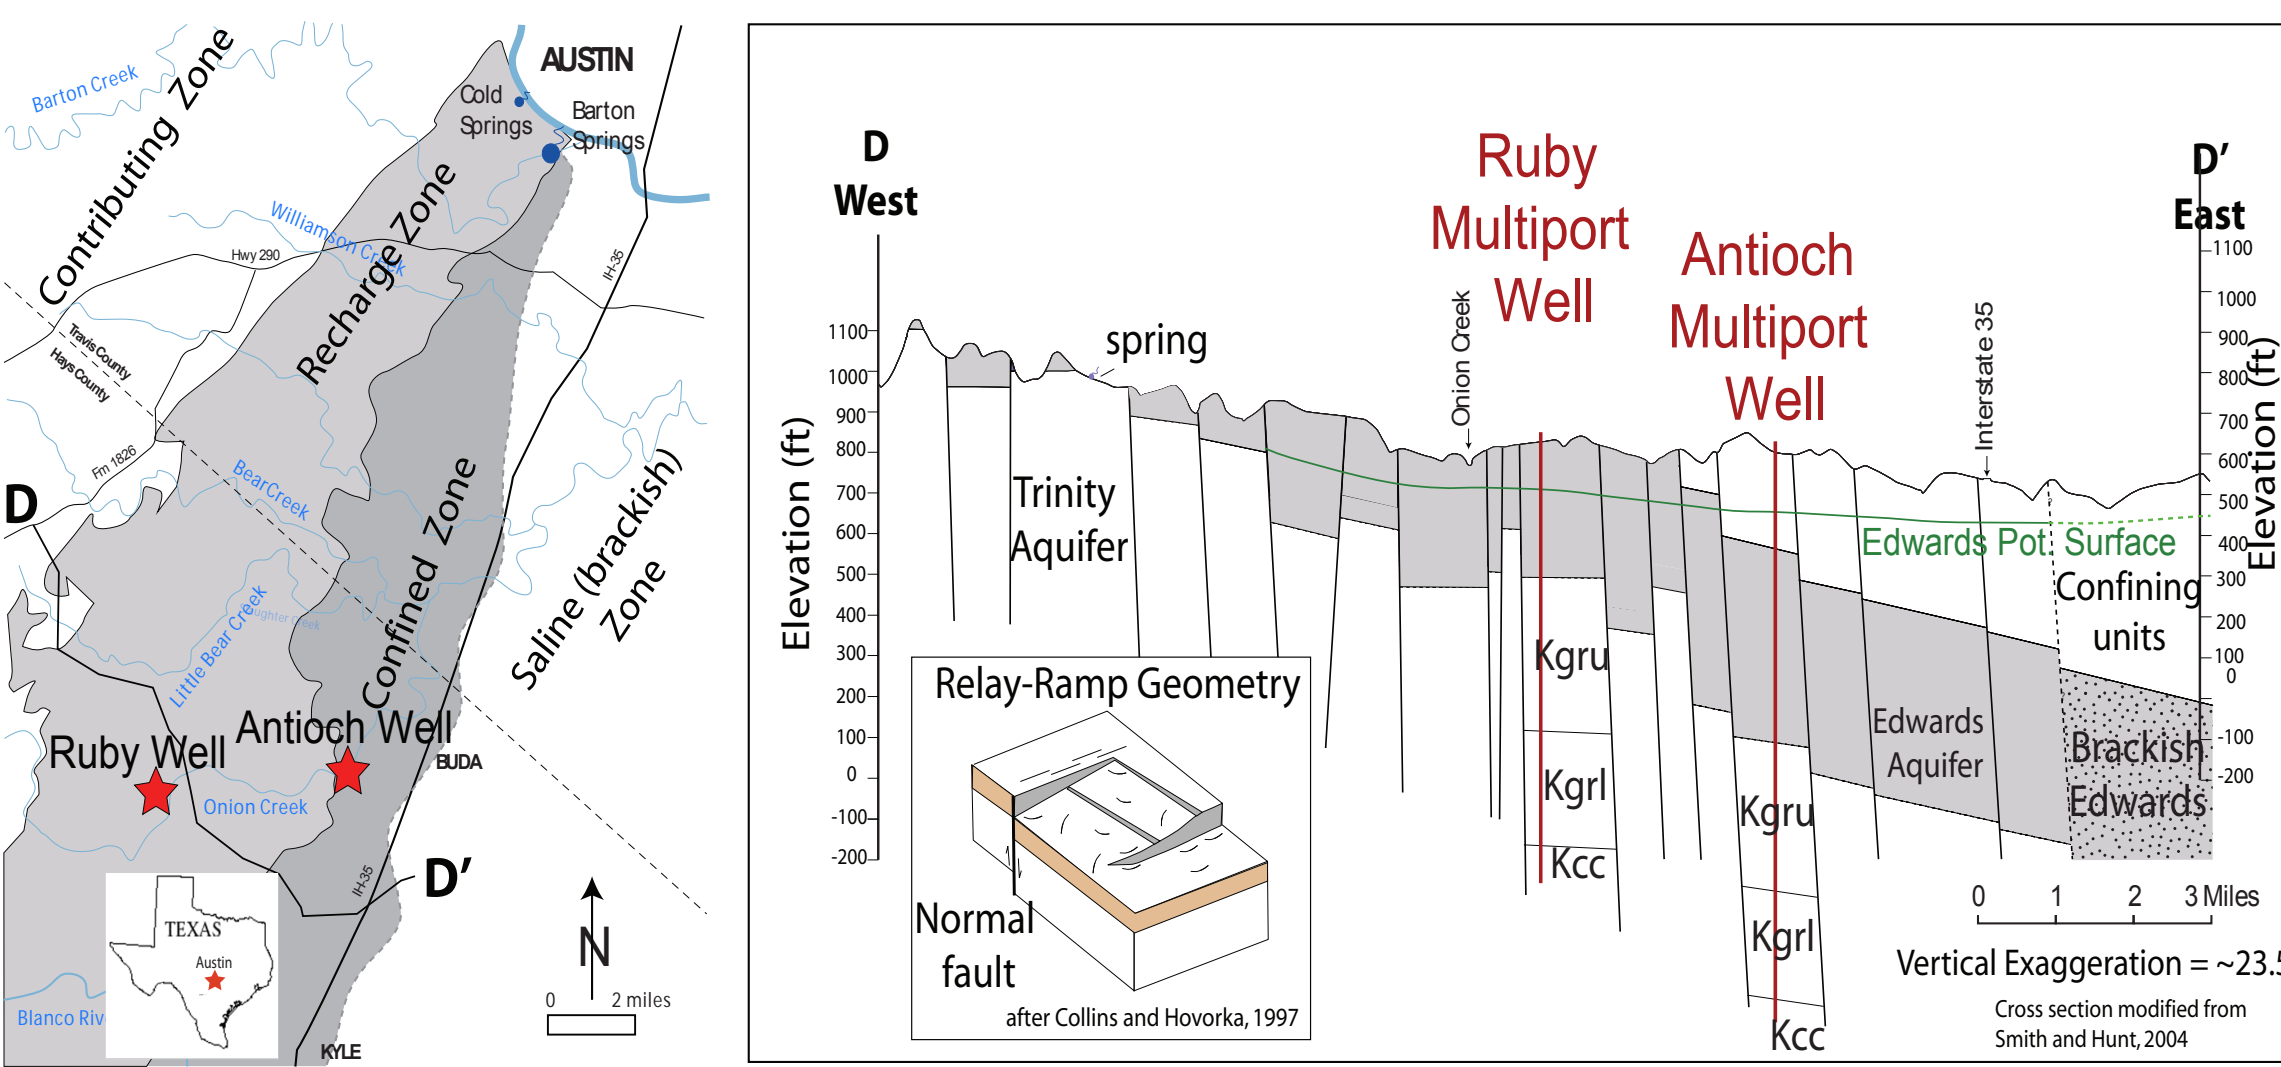 AUSTIN
Barton Creek
Contributing Zone
Cold
Springs
Barton
Springs
Williamson Creek
Hwy 290
IH-35
Recharge Zone
Travis County
Hays County
Fm 1826
Bear Creek
D
Confined Zone
Saline (brackish)
Zone
Little Bear Creek
Slaughter Creek
Antioch Well
Ruby Well
BUDA
Onion Creek
D'
IH-35
TEXAS
Austin
N
0 2 miles
Blanco Riv
KYLE
D
West
Ruby
Multiport
Well
Antioch
Multiport
Well
D'
East
spring
Onion Creek
Interstate 35
Elevation (ft)
1100
1000
900
800
700
600
500
400
300
200
100
0
-100
-200
Trinity
Aquifer
Edwards Pot. Surface
Confining
units
Kgru
Kgrl
Kcc
Kgru
Kgrl
Kcc
Edwards
Aquifer
Brackish
Edwards
Elevation (ft)
1100
1000
900
800
700
600
500
400
300
200
100
0
-100
-200
Relay-Ramp Geometry
Normal
fault
after Collins and Hovorka, 1997
0 1 2 3 Miles
Vertical Exaggeration = ~23.5
Cross section modified from
Smith and Hunt, 2004